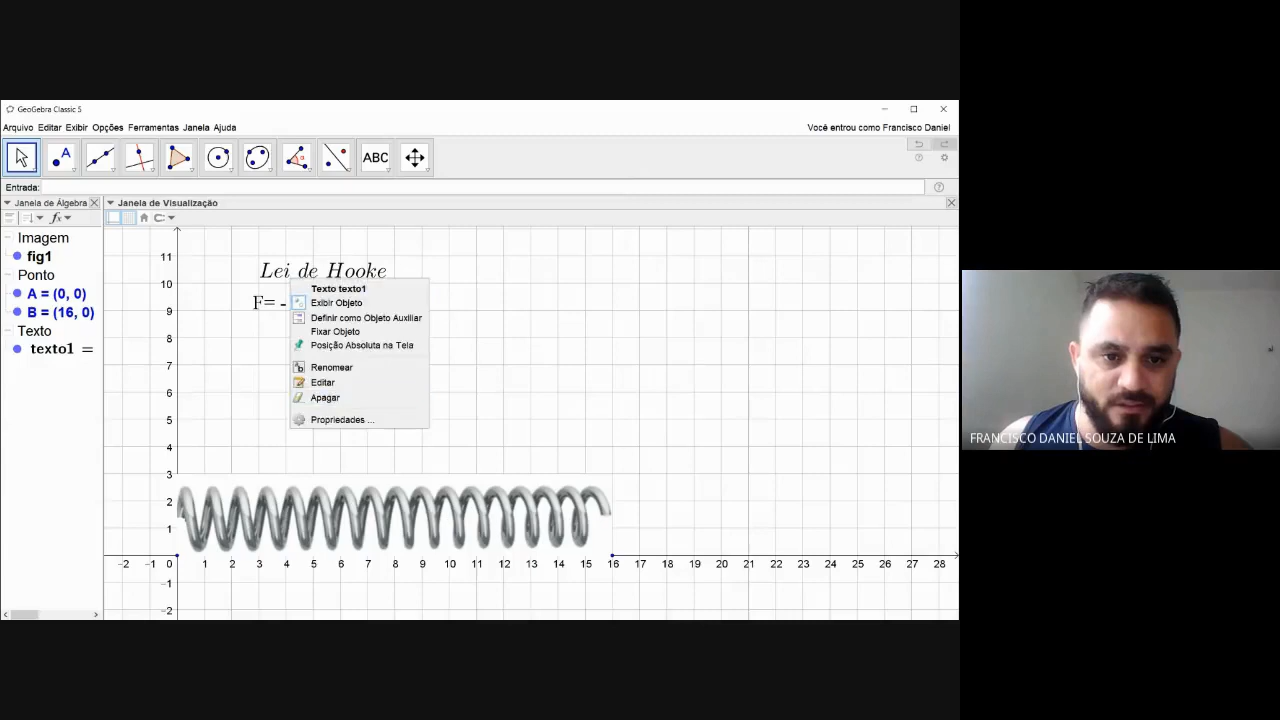 GeoGebra Classic 5
Arquivo Editar Exibir Opções Ferramentas Janela Ajuda
Você entrou como Francisco Daniel
A
α
ABC
Entrada:
Janela de Álgebra
Janela de Visualização
fx
Imagem
fig1
Ponto
A = (0, 0)
B = (16, 0)
Texto
texto1 =
Lei de Hooke
F= -
Texto texto1
Exibir Objeto
Definir como Objeto Auxiliar
Fixar Objeto
Posição Absoluta na Tela
Renomear
Editar
Apagar
Propriedades ...
11
10
9
8
7
6
5
4
3
2
1
−2 −1 0 1 2 3 4 5 6 7 8 9 10 11 12 13 14 15 16 17 18 19 20 21 22 23 24 25 26 27 28
−1
−2
FRANCISCO DANIEL SOUZA DE LIMA